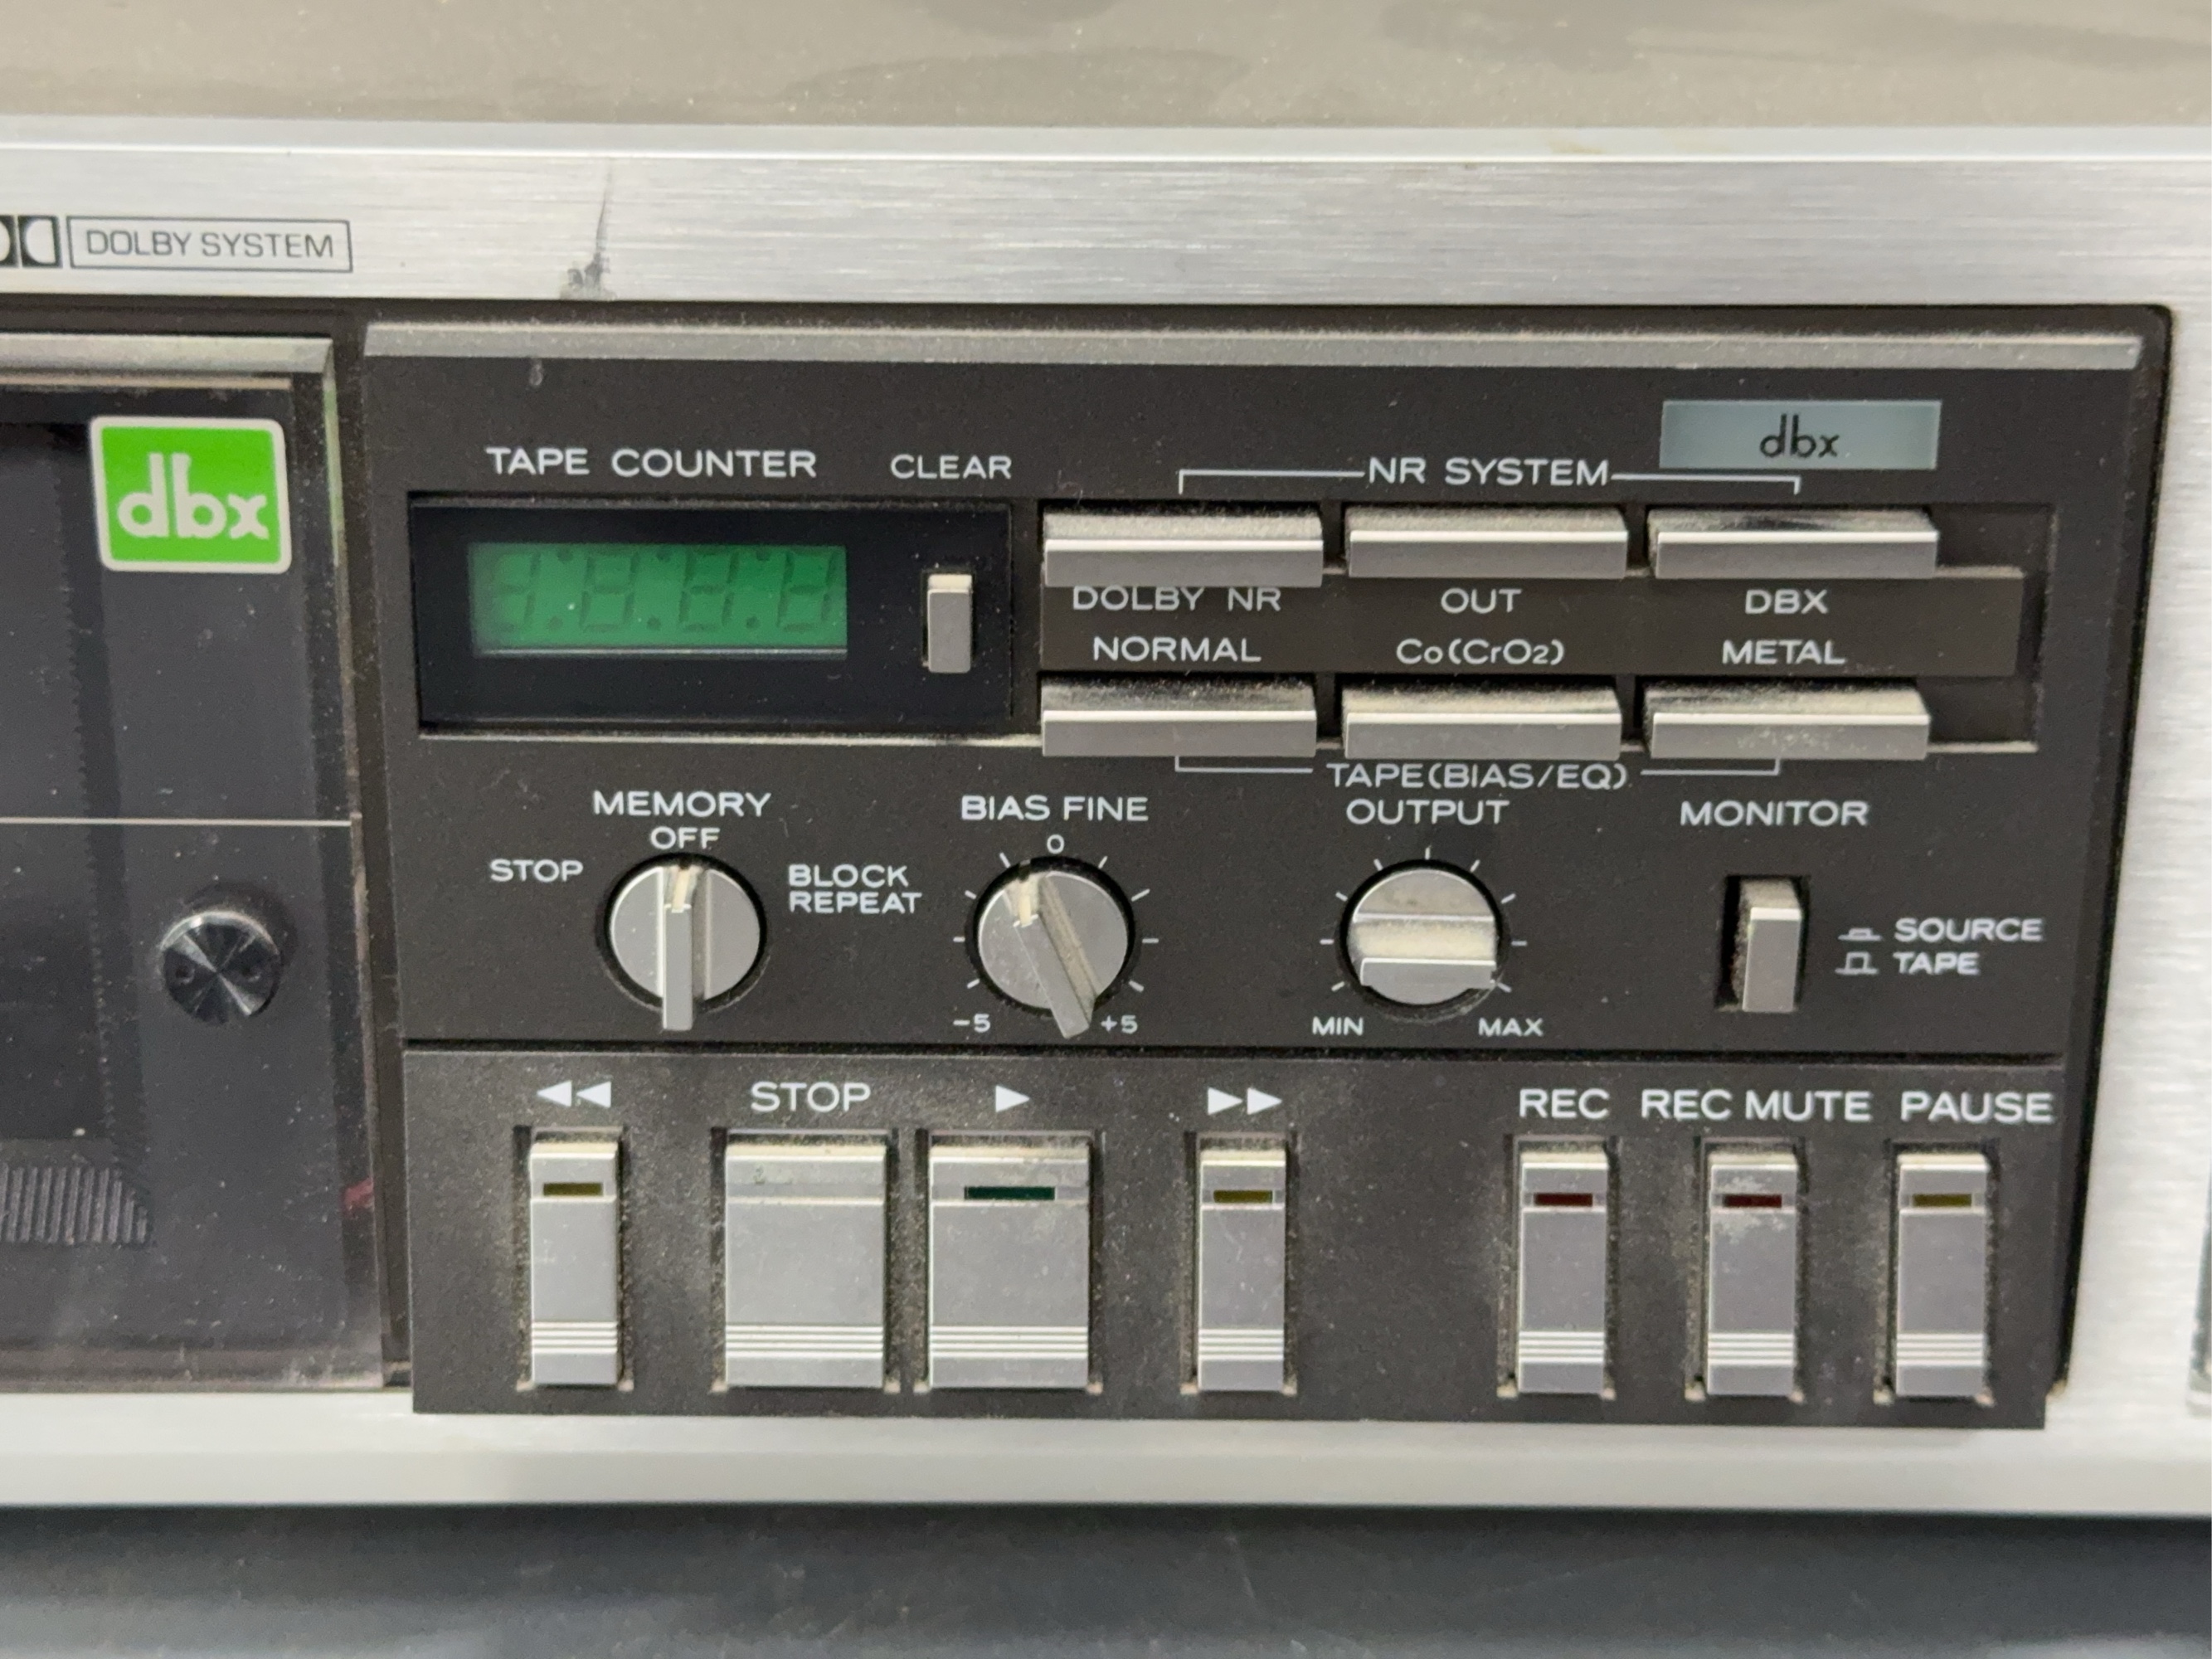 DOLBY SYSTEM
dbx
dbx
TAPE COUNTER
CLEAR
NR SYSTEM
DOLBY NR
OUT
DBX
NORMAL
Co(CrO2)
METAL
TAPE(BIAS/EQ)
MEMORY
OFF
STOP
BLOCK
REPEAT
BIAS FINE
0
-5
+5
OUTPUT
MIN
MAX
MONITOR
SOURCE
TAPE
STOP
REC
REC MUTE
PAUSE